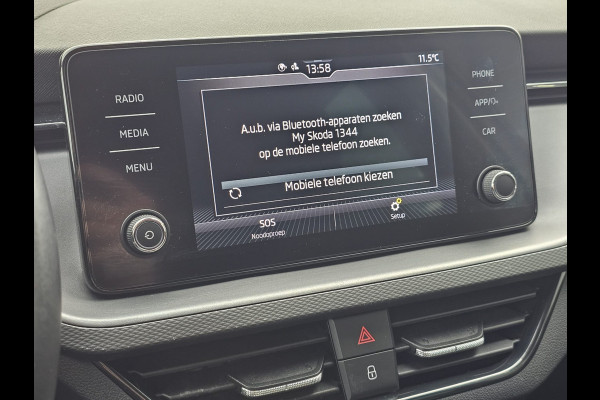 13:58
11.5°C
RADIO
MEDIA
MENU
PHONE
APP/
CAR
A.u.b. via Bluetooth-apparaten zoeken
My Skoda 1344
op de mobiele telefoon zoeken.
Mobiele telefoon kiezen
SOS
Noodoproep
Setup